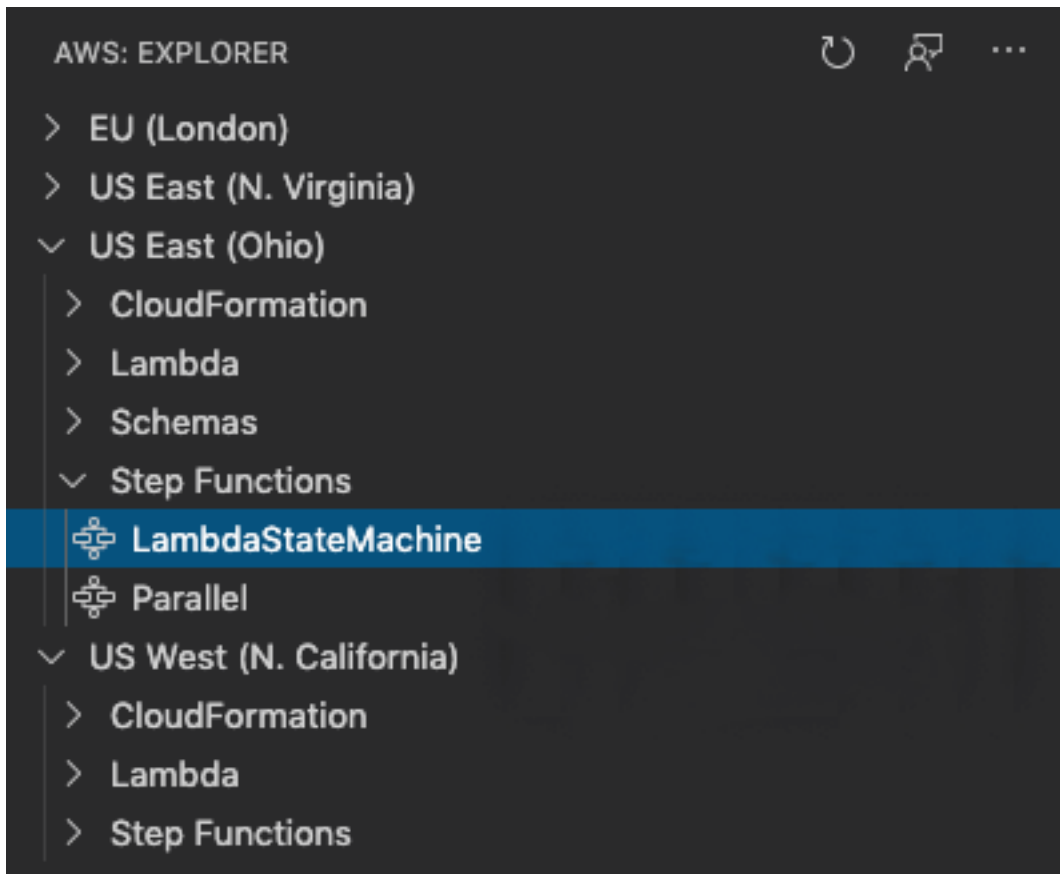 AWS: EXPLORER
EU (London)
US East (N. Virginia)
US East (Ohio)
CloudFormation
Lambda
Schemas
Step Functions
LambdaStateMachine
Parallel
US West (N. California)
CloudFormation
Lambda
Step Functions